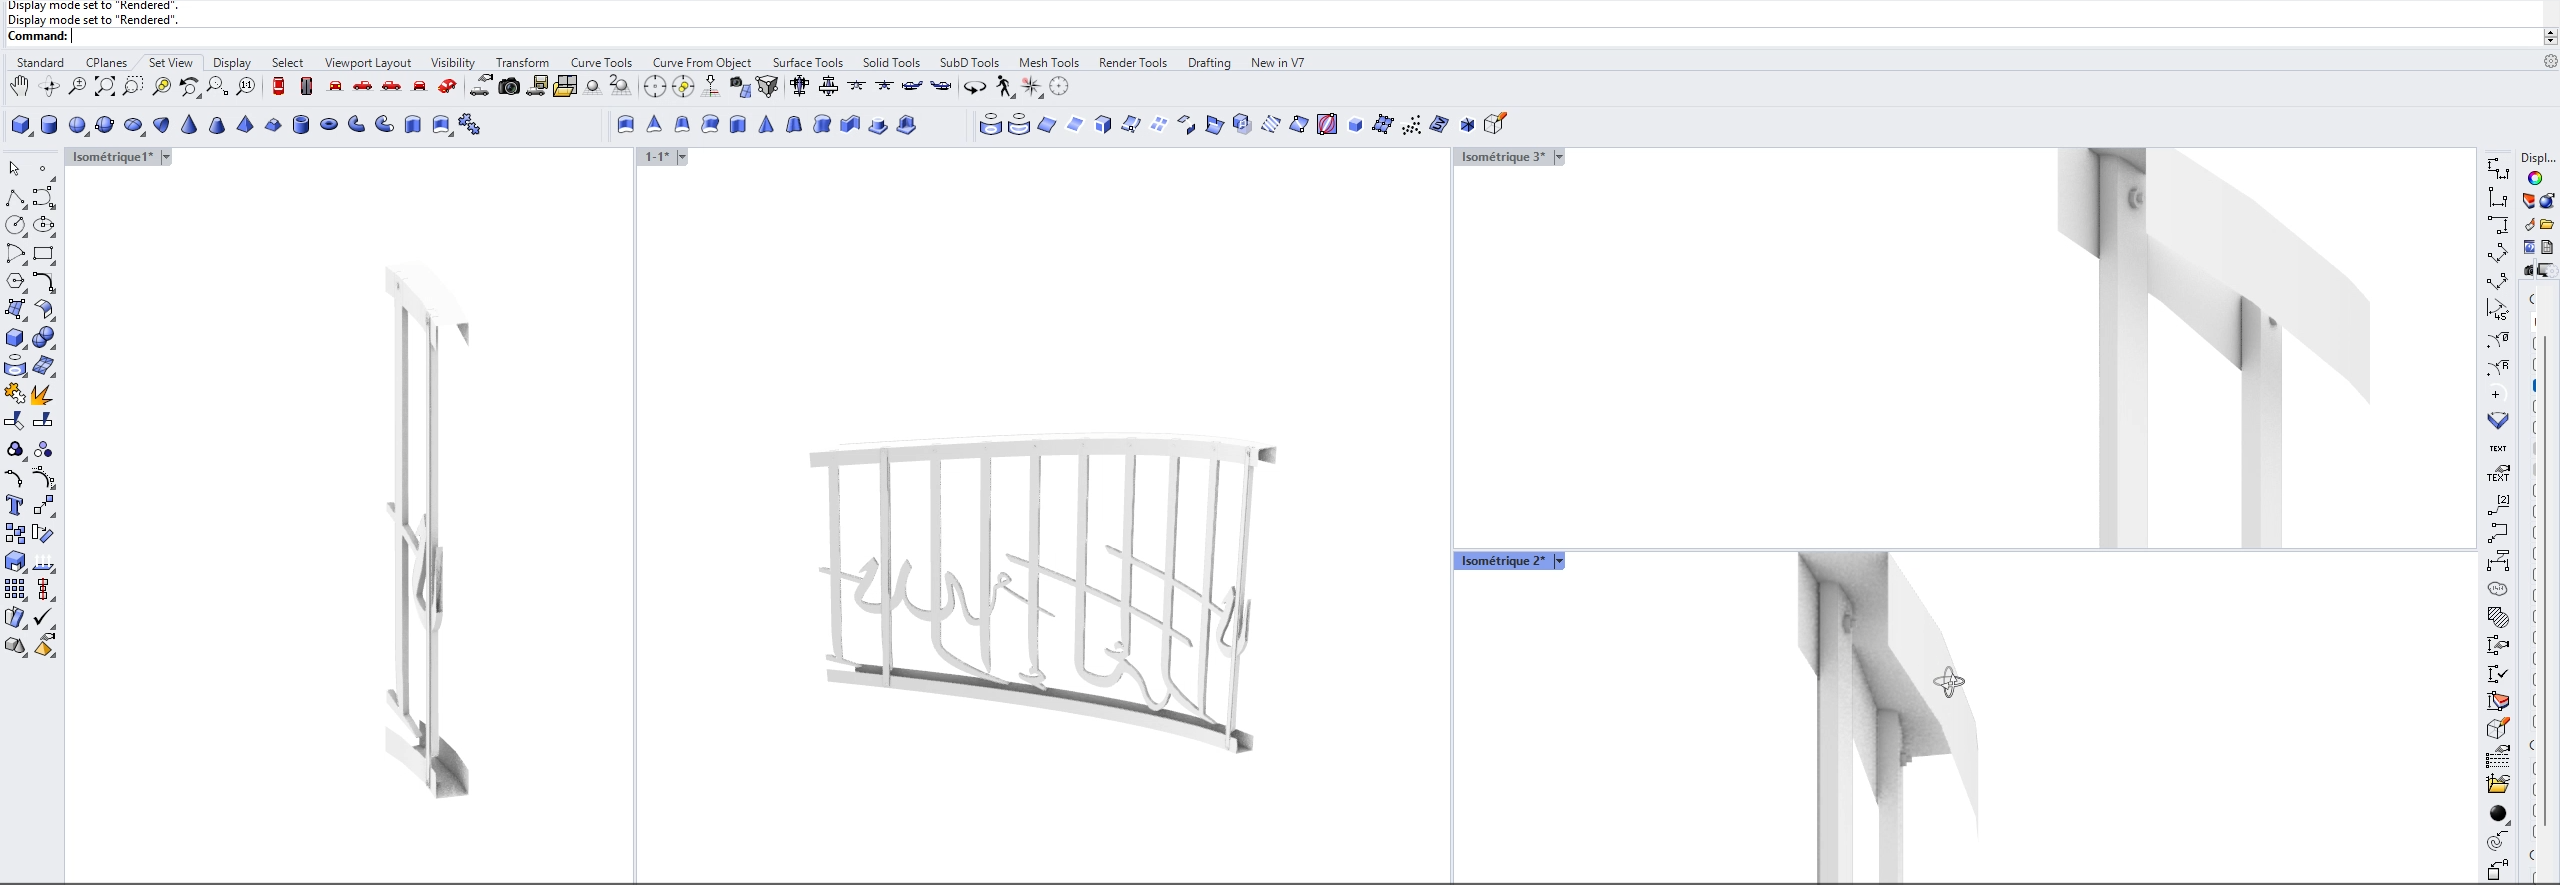 Display mode set to "Rendered".
Display mode set to "Rendered".
Command:
Standard CPlanes Set View Display Select Viewport Layout Visibility Transform Curve Tools Curve From Object Surface Tools Solid Tools SubD Tools Mesh Tools Render Tools Drafting New in V7
Isométrique1*
1-1*
Isométrique 3*
Displ...
45°
TEXT
TEXT
Isométrique 2*